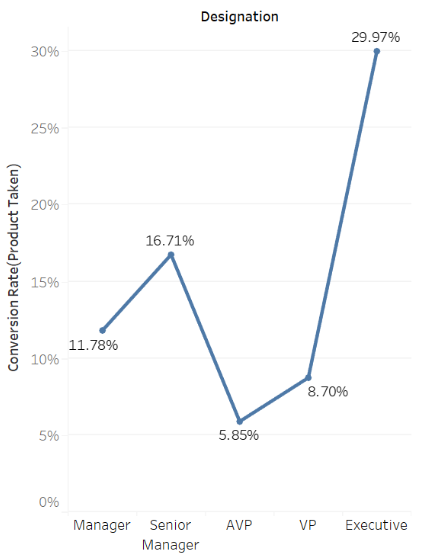 Designation
29.97%
30%
25%
20%
16.71%
15%
11.78%
10%
8.70%
5.85%
5%
0%
Conversion Rate(Product Taken)
Manager
Senior
Manager
AVP
VP
Executive